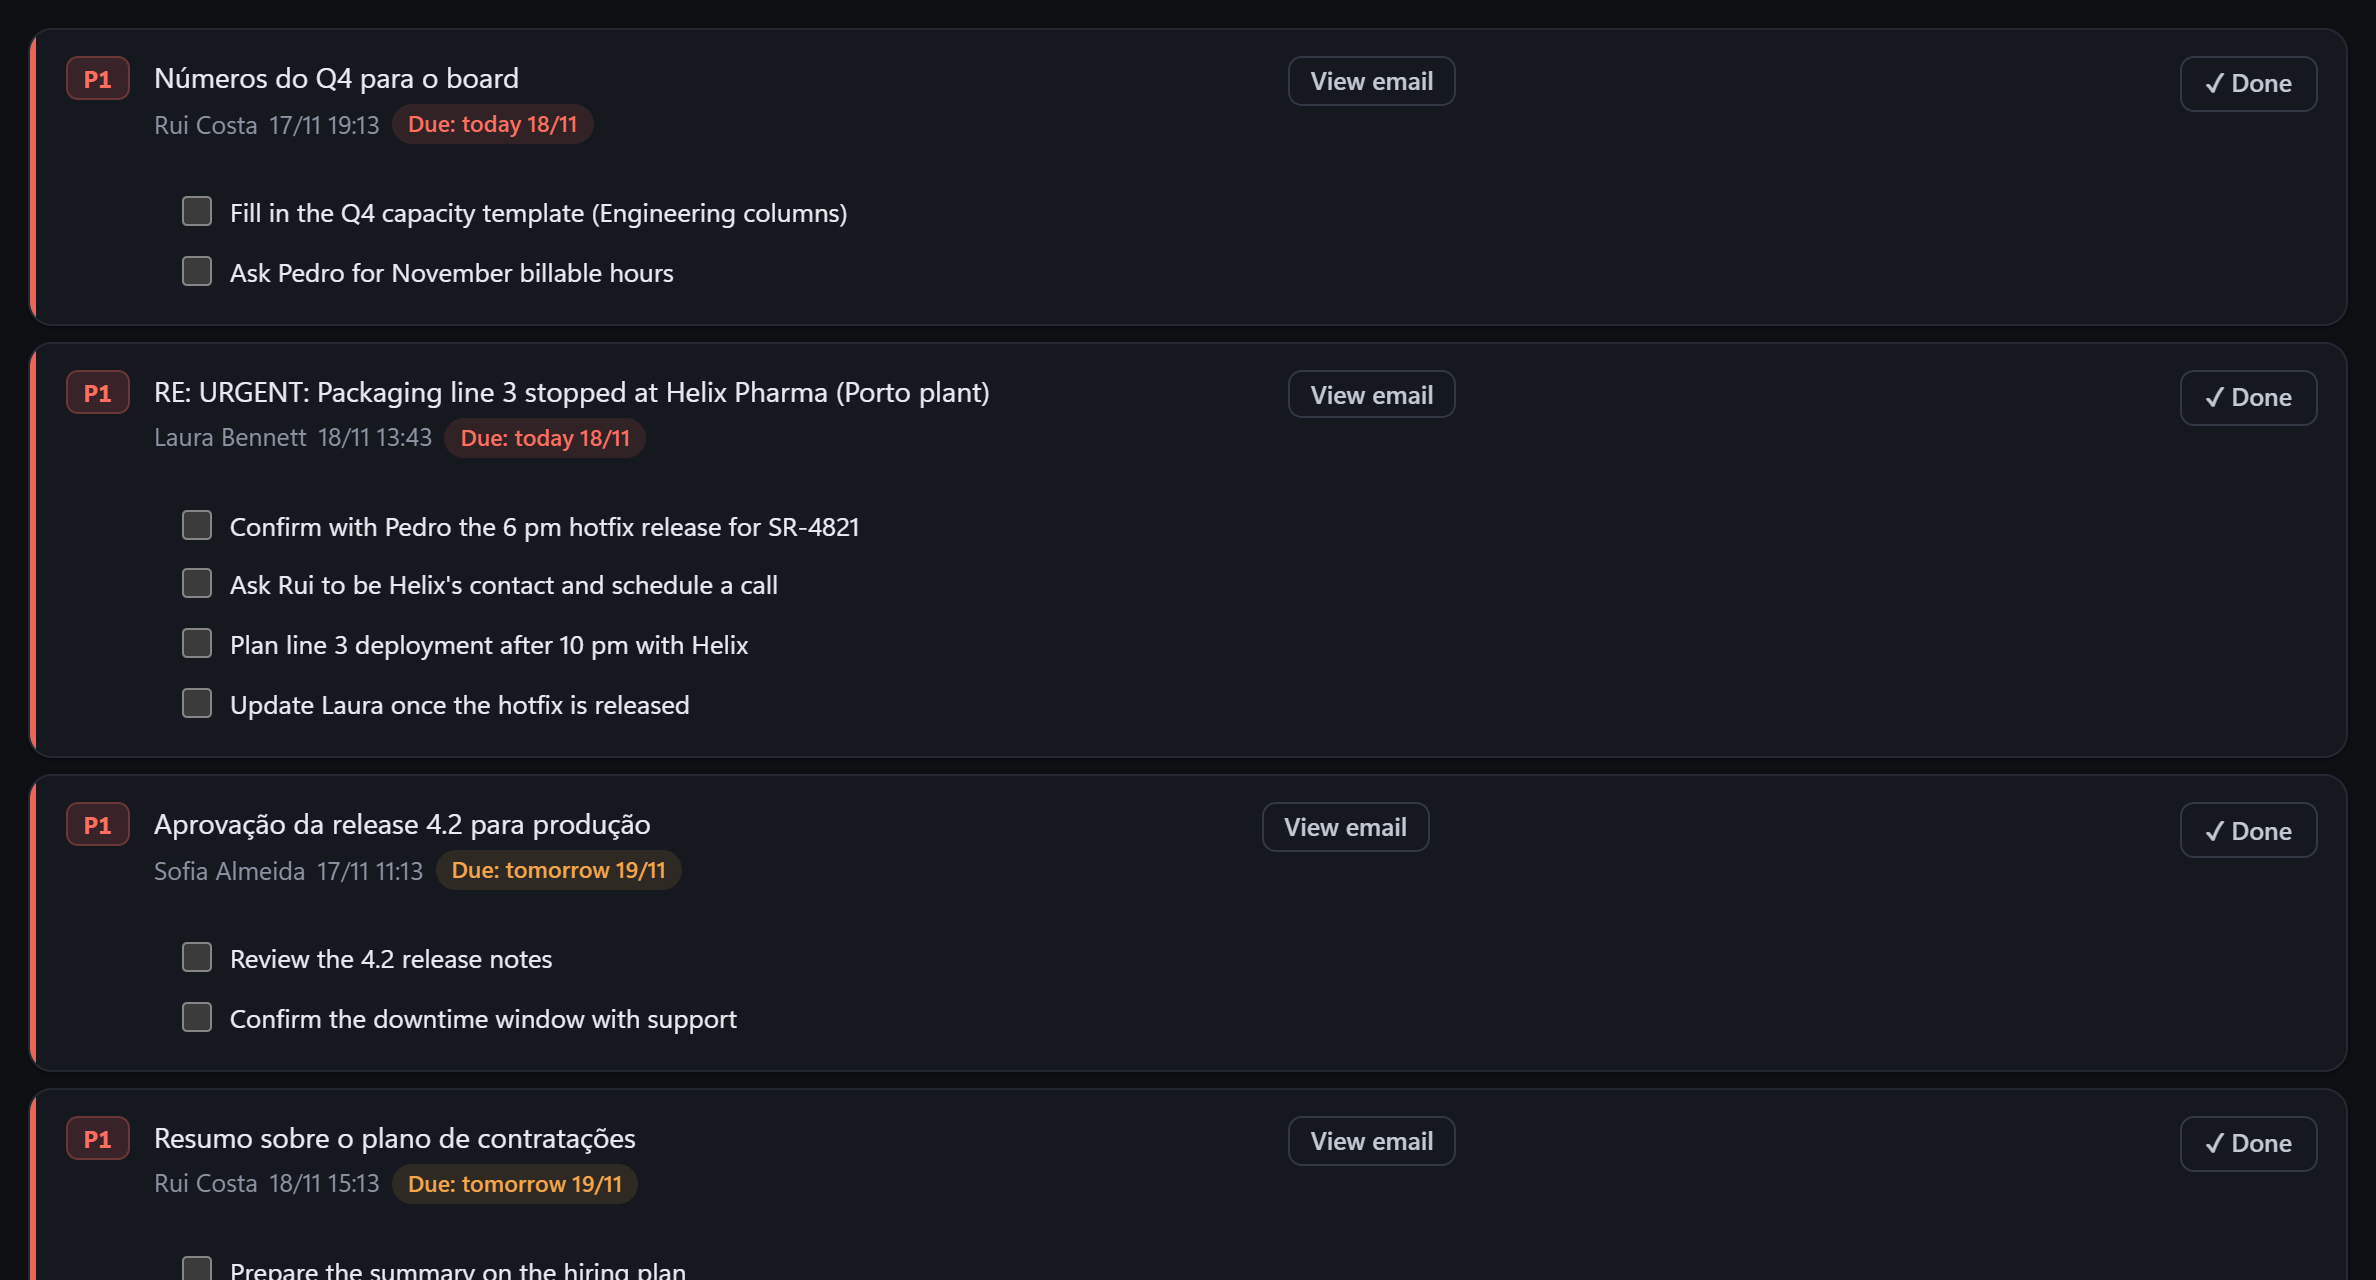 P1 Números do Q4 para o board View email ✓ Done
Rui Costa 17/11 19:13 Due: today 18/11
Fill in the Q4 capacity template (Engineering columns)
Ask Pedro for November billable hours
P1 RE: URGENT: Packaging line 3 stopped at Helix Pharma (Porto plant) View email ✓ Done
Laura Bennett 18/11 13:43 Due: today 18/11
Confirm with Pedro the 6 pm hotfix release for SR-4821
Ask Rui to be Helix's contact and schedule a call
Plan line 3 deployment after 10 pm with Helix
Update Laura once the hotfix is released
P1 Aprovação da release 4.2 para produção View email ✓ Done
Sofia Almeida 17/11 11:13 Due: tomorrow 19/11
Review the 4.2 release notes
Confirm the downtime window with support
P1 Resumo sobre o plano de contratações View email ✓ Done
Rui Costa 18/11 15:13 Due: tomorrow 19/11
Prepare the summary on the hiring plan